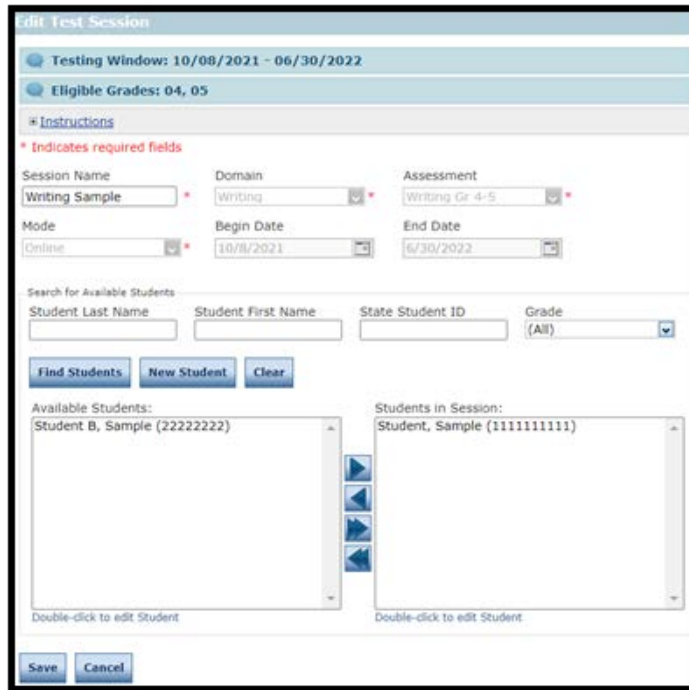 Edit Test Session
Testing Window: 10/08/2021 - 06/30/2022
Eligible Grades: 04, 05
Instructions
* Indicates required fields
Session Name Domain Assessment
Writing Sample * Writing * Writing Gr 4-5 *
Mode Begin Date End Date
Online * 10/8/2021 6/30/2022
Search for Available Students
Student Last Name Student First Name State Student ID Grade
(All)
Find Students New Student Clear
Available Students: Students in Session:
Student B, Sample (22222222) Student, Sample (1111111111)
Double-click to edit Student Double-click to edit Student
Save Cancel